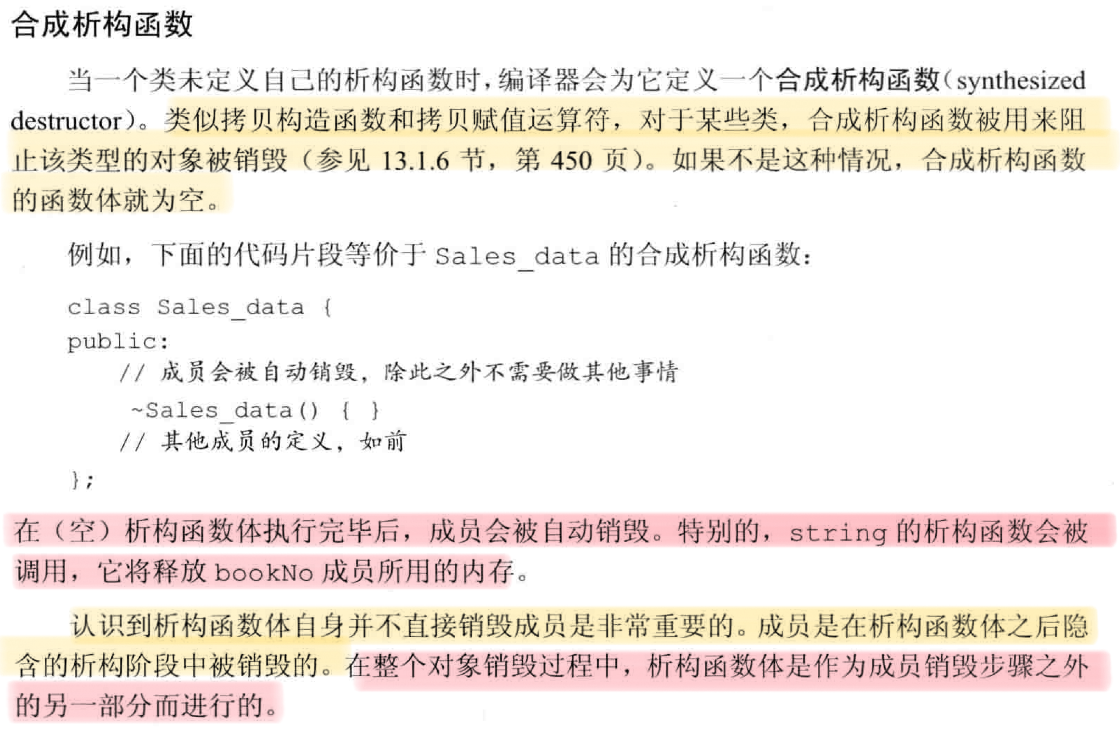 合成析构函数
当一个类未定义自己的析构函数时，编译器会为它定义一个合成析构函数（synthesized
destructor）。类似拷贝构造函数和拷贝赋值运算符，对于某些类，合成析构函数被用来阻
止该类型的对象被销毁（参见 13.1.6 节，第 450 页）。如果不是这种情况，合成析构函数
的函数体就为空。
例如，下面的代码片段等价于 Sales_data 的合成析构函数：
class Sales_data {
public:
// 成员会被自动销毁，除此之外不需要做其他事情
~Sales_data() { }
// 其他成员的定义，如前
};
在（空）析构函数体执行完毕后，成员会被自动销毁。特别的，string 的析构函数会被
调用，它将释放 bookNo 成员所用的内存。
认识到析构函数体自身并不直接销毁成员是非常重要的。成员是在析构函数体之后隐
含的析构阶段中被销毁的。在整个对象销毁过程中，析构函数体是作为成员销毁步骤之外
的另一部分而进行的。